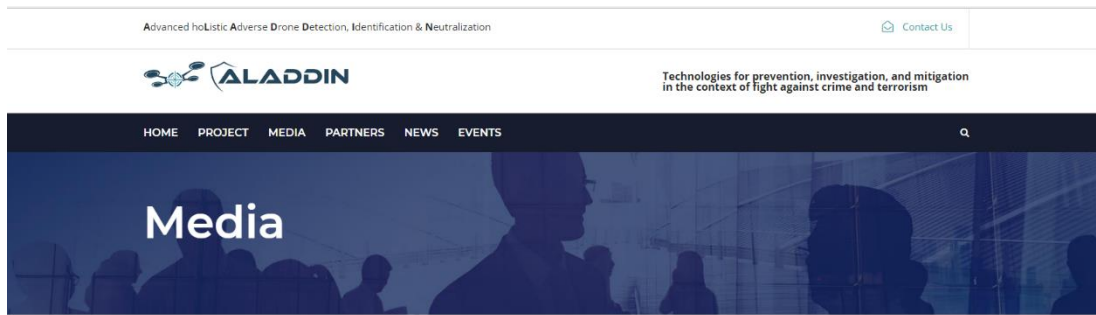 Advanced hoListic Adverse Drone Detection, Identification & Neutralization
Contact Us
ALADDIN
Technologies for prevention, investigation, and mitigation
in the context of fight against crime and terrorism
HOME PROJECT MEDIA PARTNERS NEWS EVENTS
Media